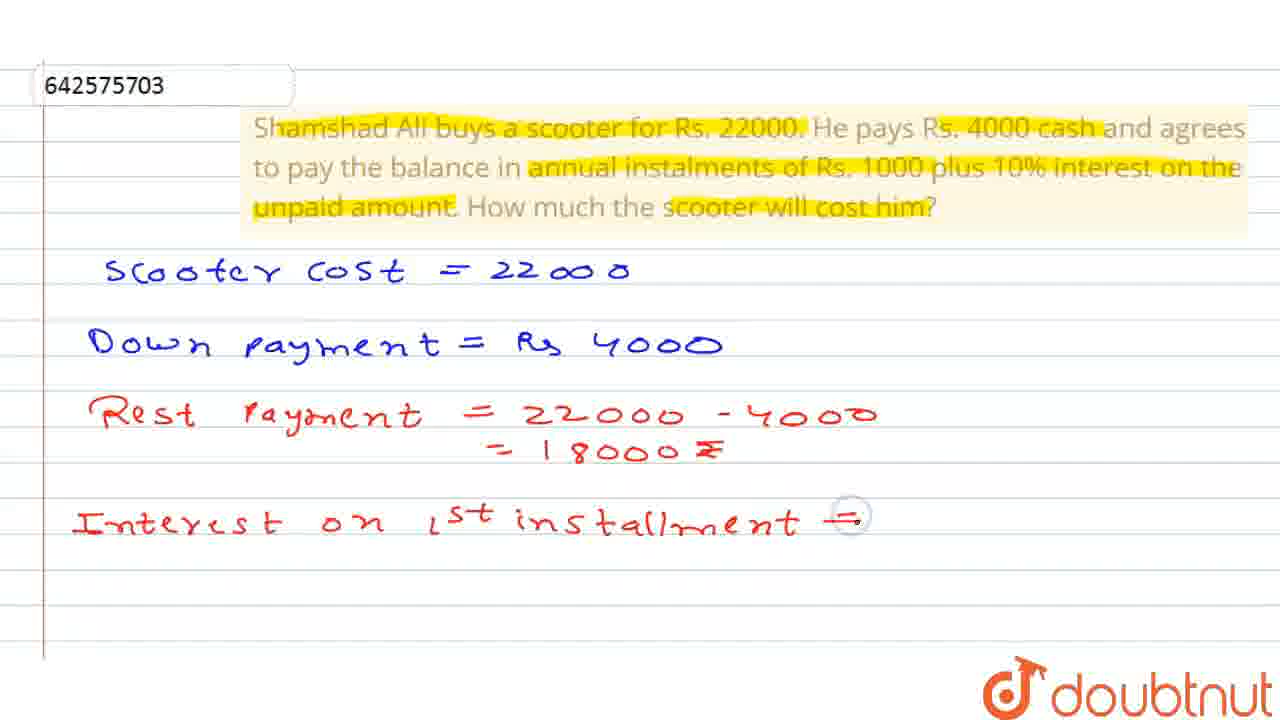 642575703
Shamshad All buys a scooter for Rs. 22000. He pays Rs. 4000 cash and agrees
to pay the balance in annual instalments of Rs. 1000 plus 10% interest on the
unpaid amount. How much the scooter will cost him?
Scooter cost = 22000
Down payment = Rs 4000
Rest payment = 22000 - 4000
= 18000
Interest on 1st installment =
doubtnut